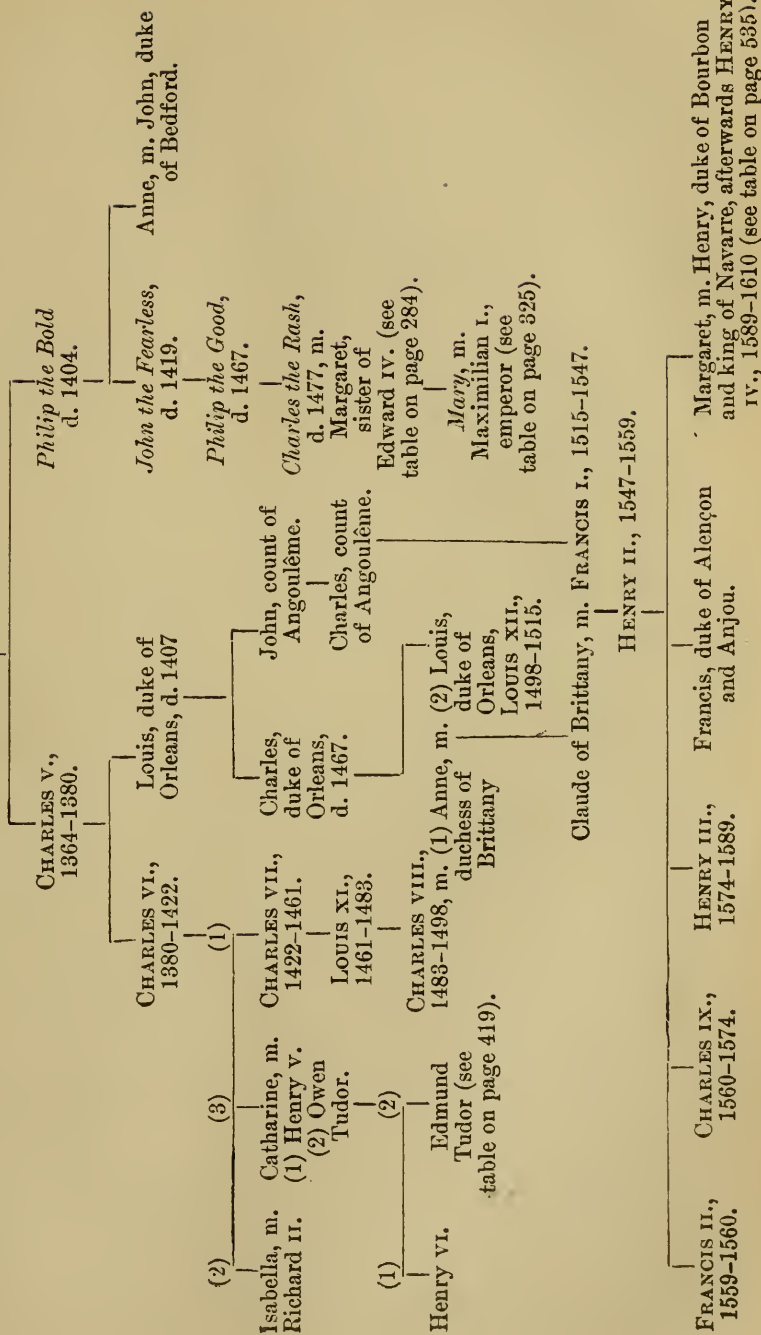 Philip the Bold
d. 1404.
CHARLES V.,
1364–1380.
John the Fearless,
d. 1419.
Anne, m. John, duke
of Bedford.
Louis, duke of
Orleans, d. 1407
Philip the Good,
d. 1467.
CHARLES VI.,
1380–1422.
Charles,
duke of
Orleans,
d. 1467.
John, count of
Angoulême.
Charles the Rash,
d. 1477, m.
Margaret,
sister of
Edward IV. (see
table on page 284).
(2)
(3)
(1)
Isabella, m.
Richard II.
Catharine, m.
(1) Henry V.
(2) Owen
Tudor.
CHARLES VII.,
1422–1461.
Charles, count
of Angoulême.
LOUIS XI.,
1461–1483.
Mary, m.
Maximilian I.,
emperor (see
table on page 325).
(1)
(2)
Henry VI.
Edmund
Tudor (see
table on page 419).
CHARLES VIII.,
1483–1498, m. (1) Anne, m. (2) Louis,
duchess of
Brittany
duke of
Orleans,
LOUIS XII.,
1498–1515.
Claude of Brittany, m. FRANCIS I., 1515–1547.
HENRY II., 1547–1559.
FRANCIS II.,
1559–1560.
CHARLES IX.,
1560–1574.
HENRY III.,
1574–1589.
Francis, duke of Alençon
and Anjou.
Margaret, m. Henry, duke of Bourbon
and king of Navarre, afterwards HENRY
IV., 1589–1610 (see table on page 535).